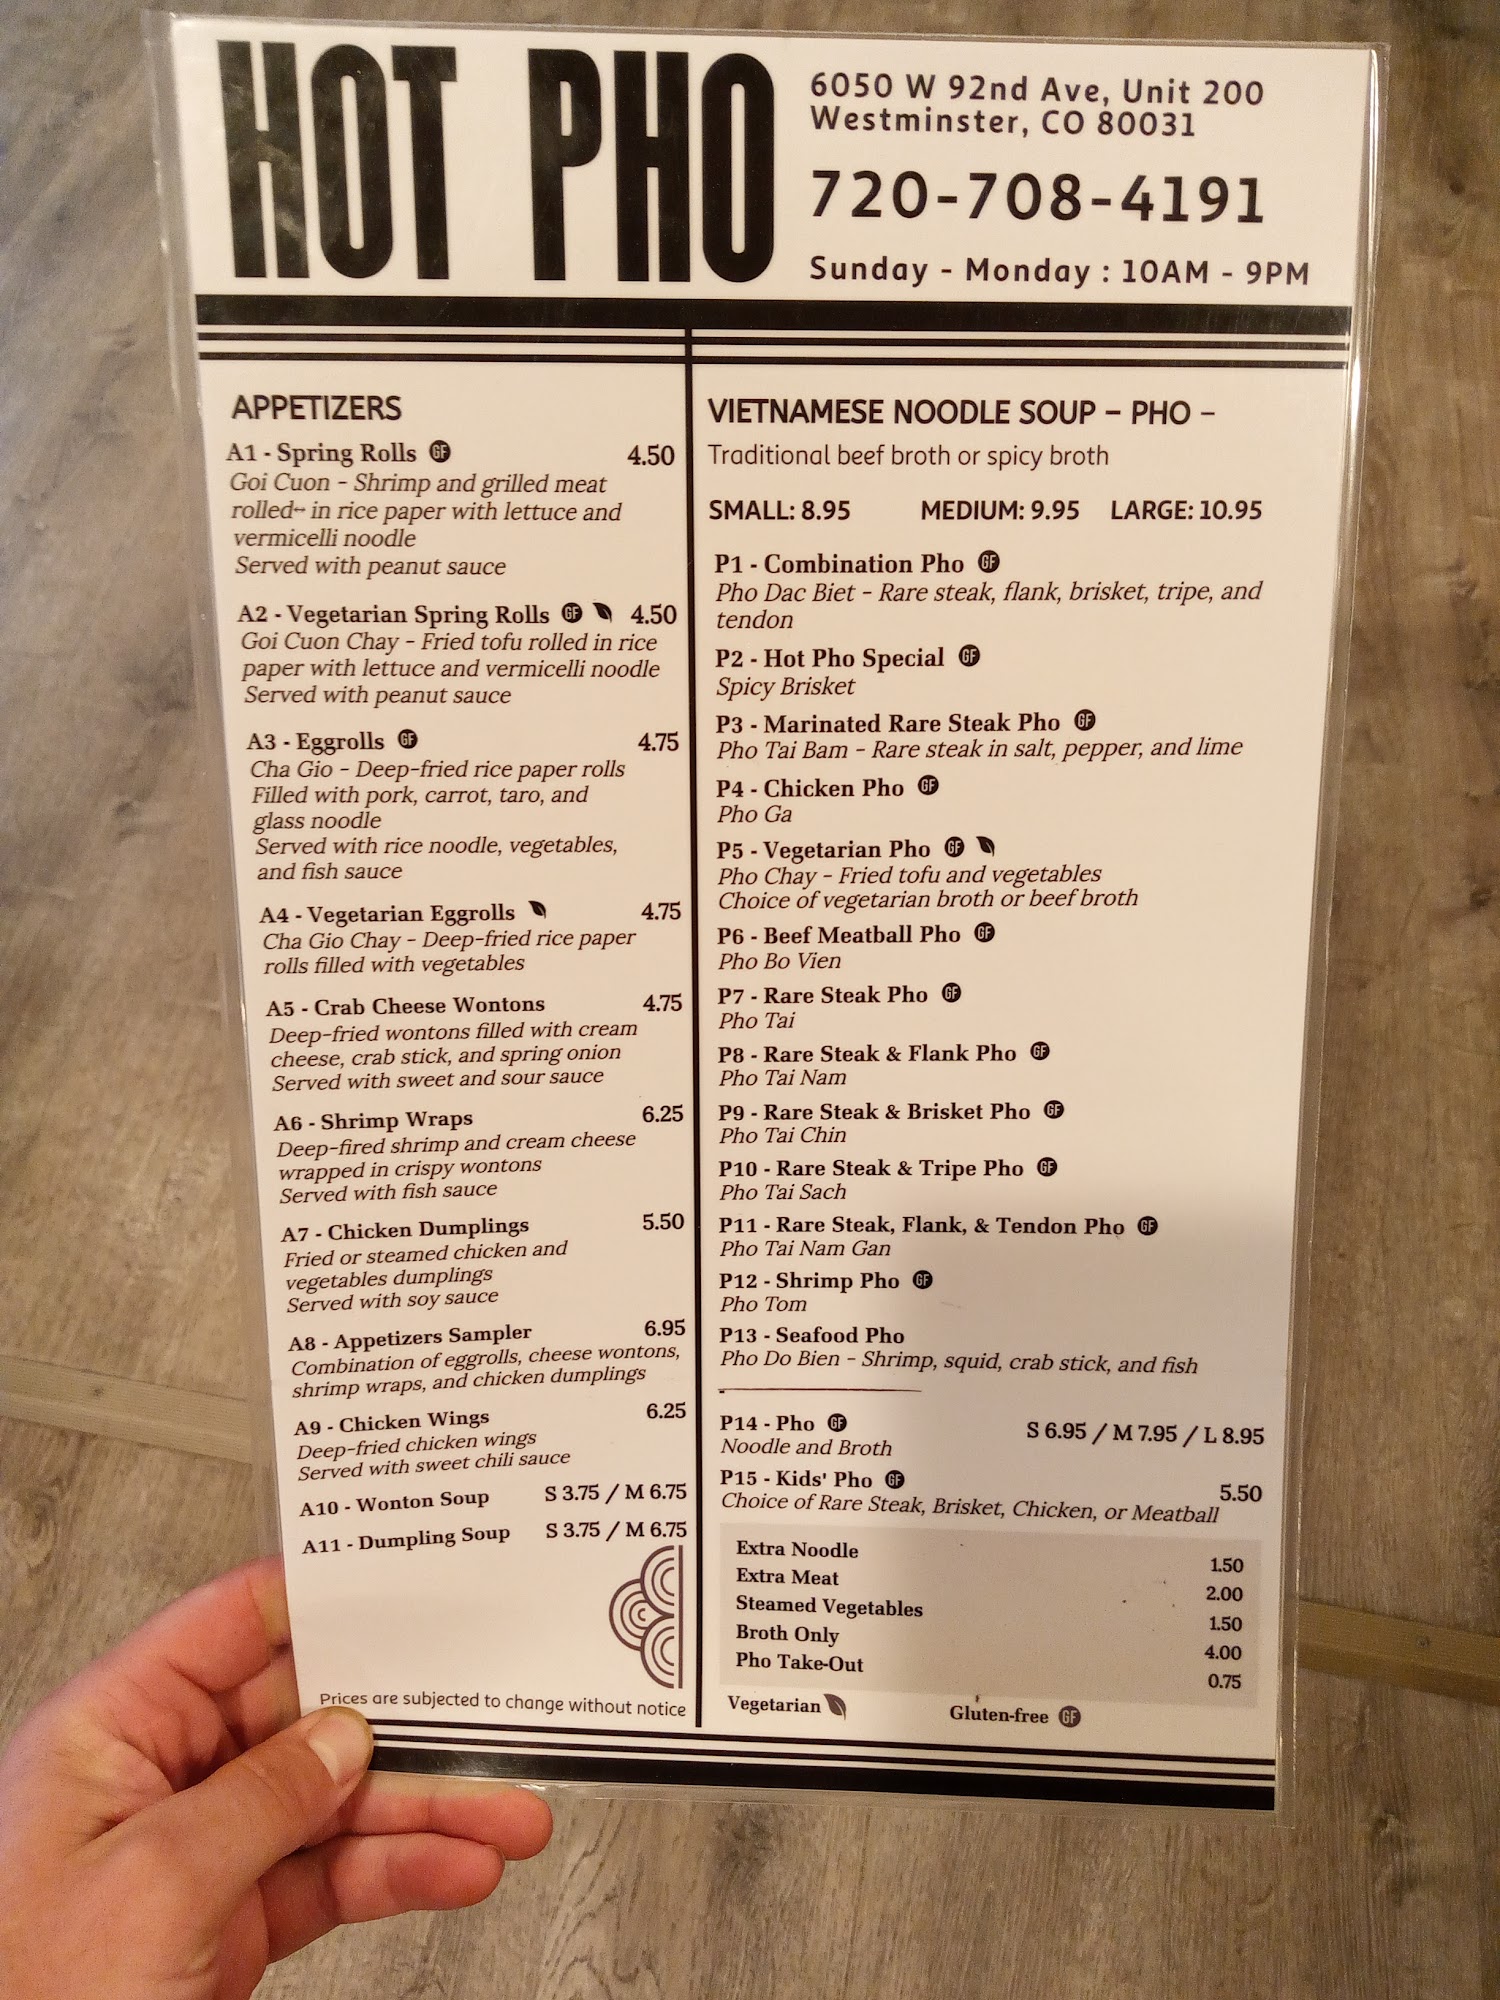 HOT PHO
6050 W 92nd Ave, Unit 200
Westminster, CO 80031
720-708-4191
Sunday - Monday : 10AM - 9PM
APPETIZERS
A1 - Spring Rolls GF 4.50
Goi Cuon - Shrimp and grilled meat
rolled in rice paper with lettuce and
vermicelli noodle
Served with peanut sauce
A2 - Vegetarian Spring Rolls GF 4.50
Goi Cuon Chay - Fried tofu rolled in rice
paper with lettuce and vermicelli noodle
Served with peanut sauce
A3 - Eggrolls GF 4.75
Cha Gio - Deep-fried rice paper rolls
Filled with pork, carrot, taro, and
glass noodle
Served with rice noodle, vegetables,
and fish sauce
A4 - Vegetarian Eggrolls 4.75
Cha Gio Chay - Deep-fried rice paper
rolls filled with vegetables
A5 - Crab Cheese Wontons 4.75
Deep-fried wontons filled with cream
cheese, crab stick, and spring onion
Served with sweet and sour sauce
A6 - Shrimp Wraps 6.25
Deep-fired shrimp and cream cheese
wrapped in crispy wontons
Served with fish sauce
A7 - Chicken Dumplings 5.50
Fried or steamed chicken and
vegetables dumplings
Served with soy sauce
A8 - Appetizers Sampler 6.95
Combination of eggrolls, cheese wontons,
shrimp wraps, and chicken dumplings
A9 - Chicken Wings 6.25
Deep-fried chicken wings
Served with sweet chili sauce
A10 - Wonton Soup S 3.75 / M 6.75
A11 - Dumpling Soup S 3.75 / M 6.75
Prices are subjected to change without notice
VIETNAMESE NOODLE SOUP – PHO –
Traditional beef broth or spicy broth
SMALL: 8.95 MEDIUM: 9.95 LARGE: 10.95
P1 - Combination Pho GF
Pho Dac Biet - Rare steak, flank, brisket, tripe, and
tendon
P2 - Hot Pho Special GF
Spicy Brisket
P3 - Marinated Rare Steak Pho GF
Pho Tai Bam - Rare steak in salt, pepper, and lime
P4 - Chicken Pho GF
Pho Ga
P5 - Vegetarian Pho GF
Pho Chay - Fried tofu and vegetables
Choice of vegetarian broth or beef broth
P6 - Beef Meatball Pho GF
Pho Bo Vien
P7 - Rare Steak Pho GF
Pho Tai
P8 - Rare Steak & Flank Pho GF
Pho Tai Nam
P9 - Rare Steak & Brisket Pho GF
Pho Tai Chin
P10 - Rare Steak & Tripe Pho GF
Pho Tai Sach
P11 - Rare Steak, Flank, & Tendon Pho GF
Pho Tai Nam Gan
P12 - Shrimp Pho GF
Pho Tom
P13 - Seafood Pho
Pho Do Bien - Shrimp, squid, crab stick, and fish
P14 - Pho GF S 6.95 / M 7.95 / L 8.95
Noodle and Broth
P15 - Kids' Pho GF 5.50
Choice of Rare Steak, Brisket, Chicken, or Meatball
Extra Noodle 1.50
Extra Meat 2.00
Steamed Vegetables 1.50
Broth Only 4.00
Pho Take-Out 0.75
Vegetarian Gluten-free GF